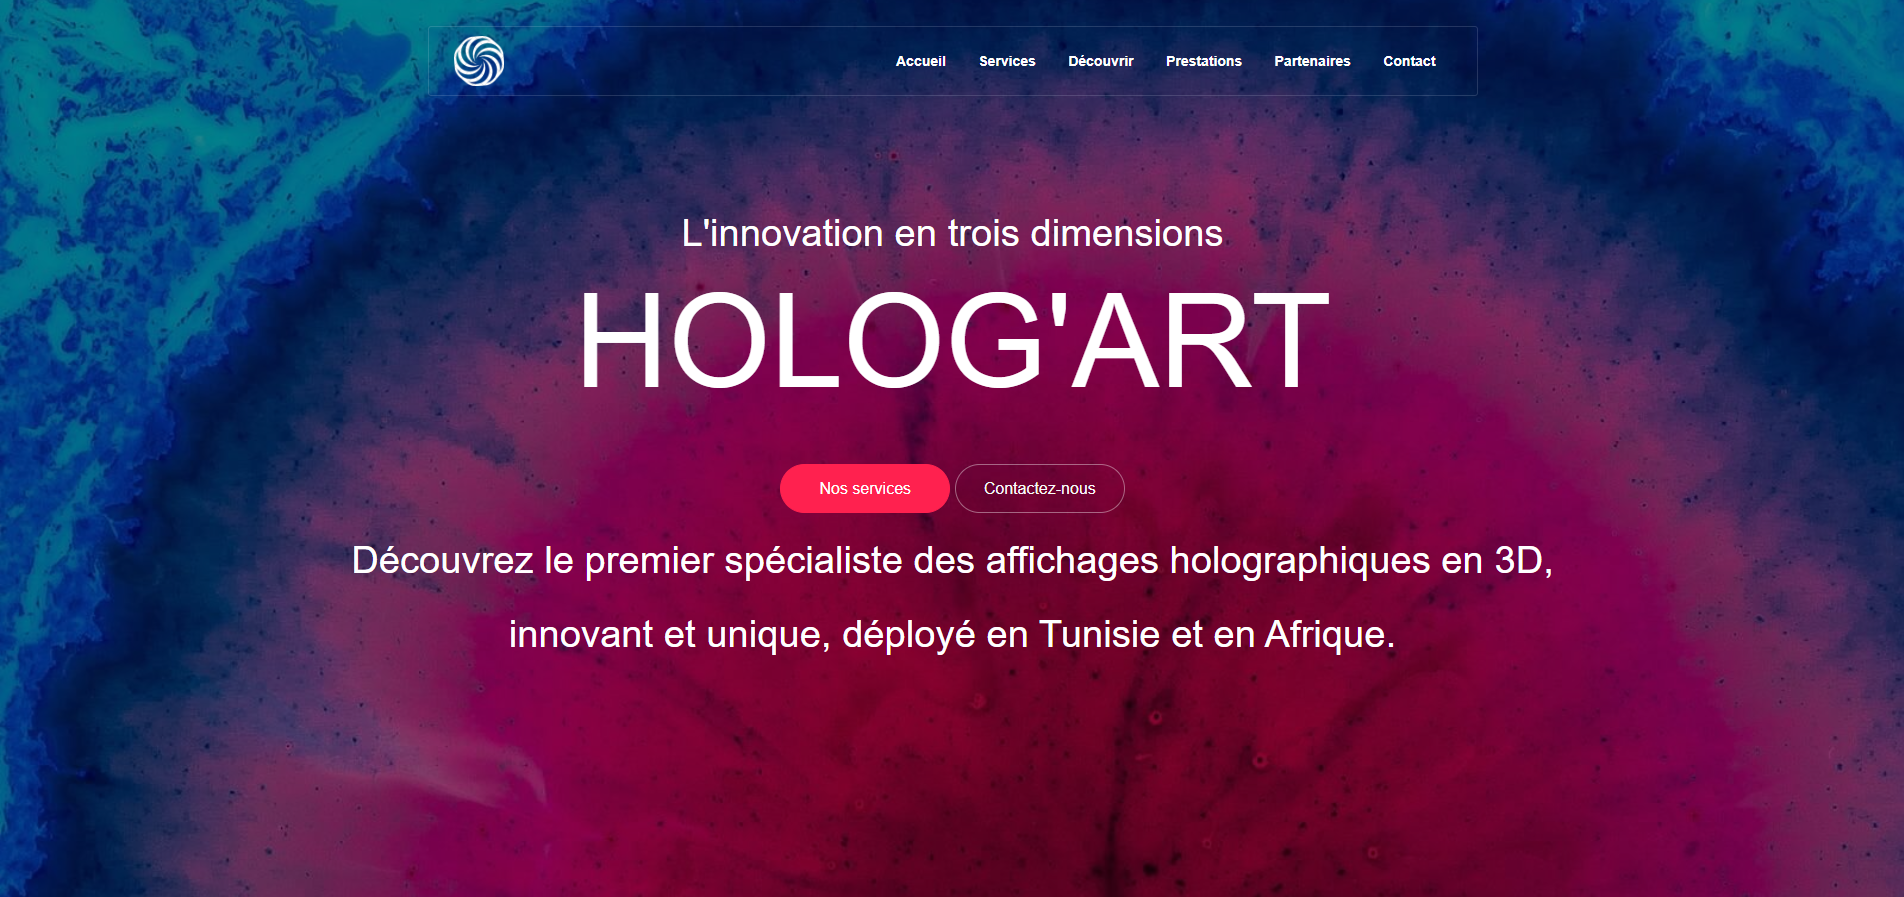 Accueil Services Découvrir Prestations Partenaires Contact
L'innovation en trois dimensions
HOLOG'ART
Nos services Contactez-nous
Découvrez le premier spécialiste des affichages holographiques en 3D,
innovant et unique, déployé en Tunisie et en Afrique.